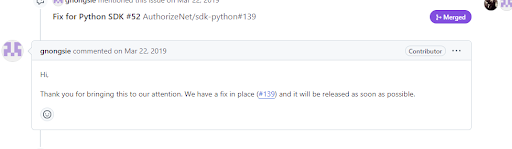 gnongsie mentioned this issue on Mar 22, 2019
Fix for Python SDK #52 AuthorizeNet/sdk-python#139
Merged
gnongsie commented on Mar 22, 2019
Contributor
Hi,
Thank you for bringing this to our attention. We have a fix in place (#139) and it will be released as soon as possible.